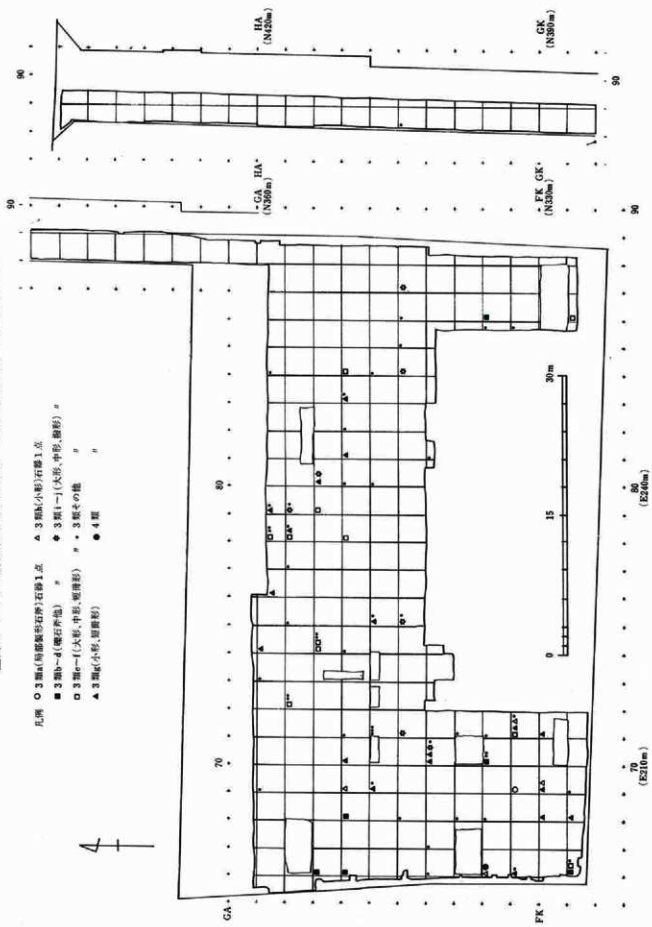 凡例
○ 3類a(局部製形石斧)石器1点
■ 3類b～d(礫石斧他) 〃
□ 3類e～f(大形、中形、短冊形) 〃
▲ 3類g(小形、短冊形) 〃
△ 3類h(小形)石器1点
3類i～j(大形、中形、撥形) 〃
3類その他 〃
● 4類 〃
90
HA
(N420m)
GK
(N390m)
90
90
GA
(N360m)
HA
FK
(N330m)
GK
90
80
80
(E240m)
70
70
(E210m)
GA
FK
0
15
30m